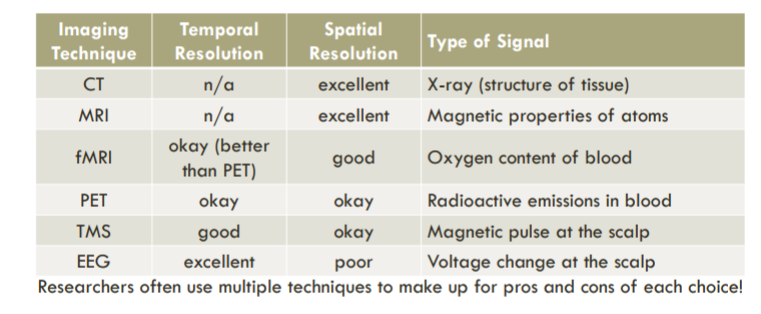 Imaging Technique Temporal Resolution Spatial Resolution Type of Signal
CT n/a excellent X-ray (structure of tissue)
MRI n/a excellent Magnetic properties of atoms
fMRI okay (better than PET) good Oxygen content of blood
PET okay okay Radioactive emissions in blood
TMS good okay Magnetic pulse at the scalp
EEG excellent poor Voltage change at the scalp
Researchers often use multiple techniques to make up for pros and cons of each choice!